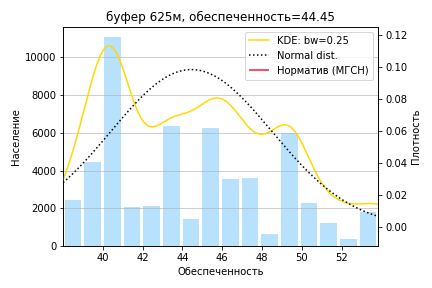 буфер 625м, обеспеченность=44.45
KDE: bw=0.25
Normal dist.
Норматив (МГСН)
Население
Плотность
10000
8000
6000
4000
2000
0
0.12
0.10
0.08
0.06
0.04
0.02
0.00
40 42 44 46 48 50 52
Обеспеченность